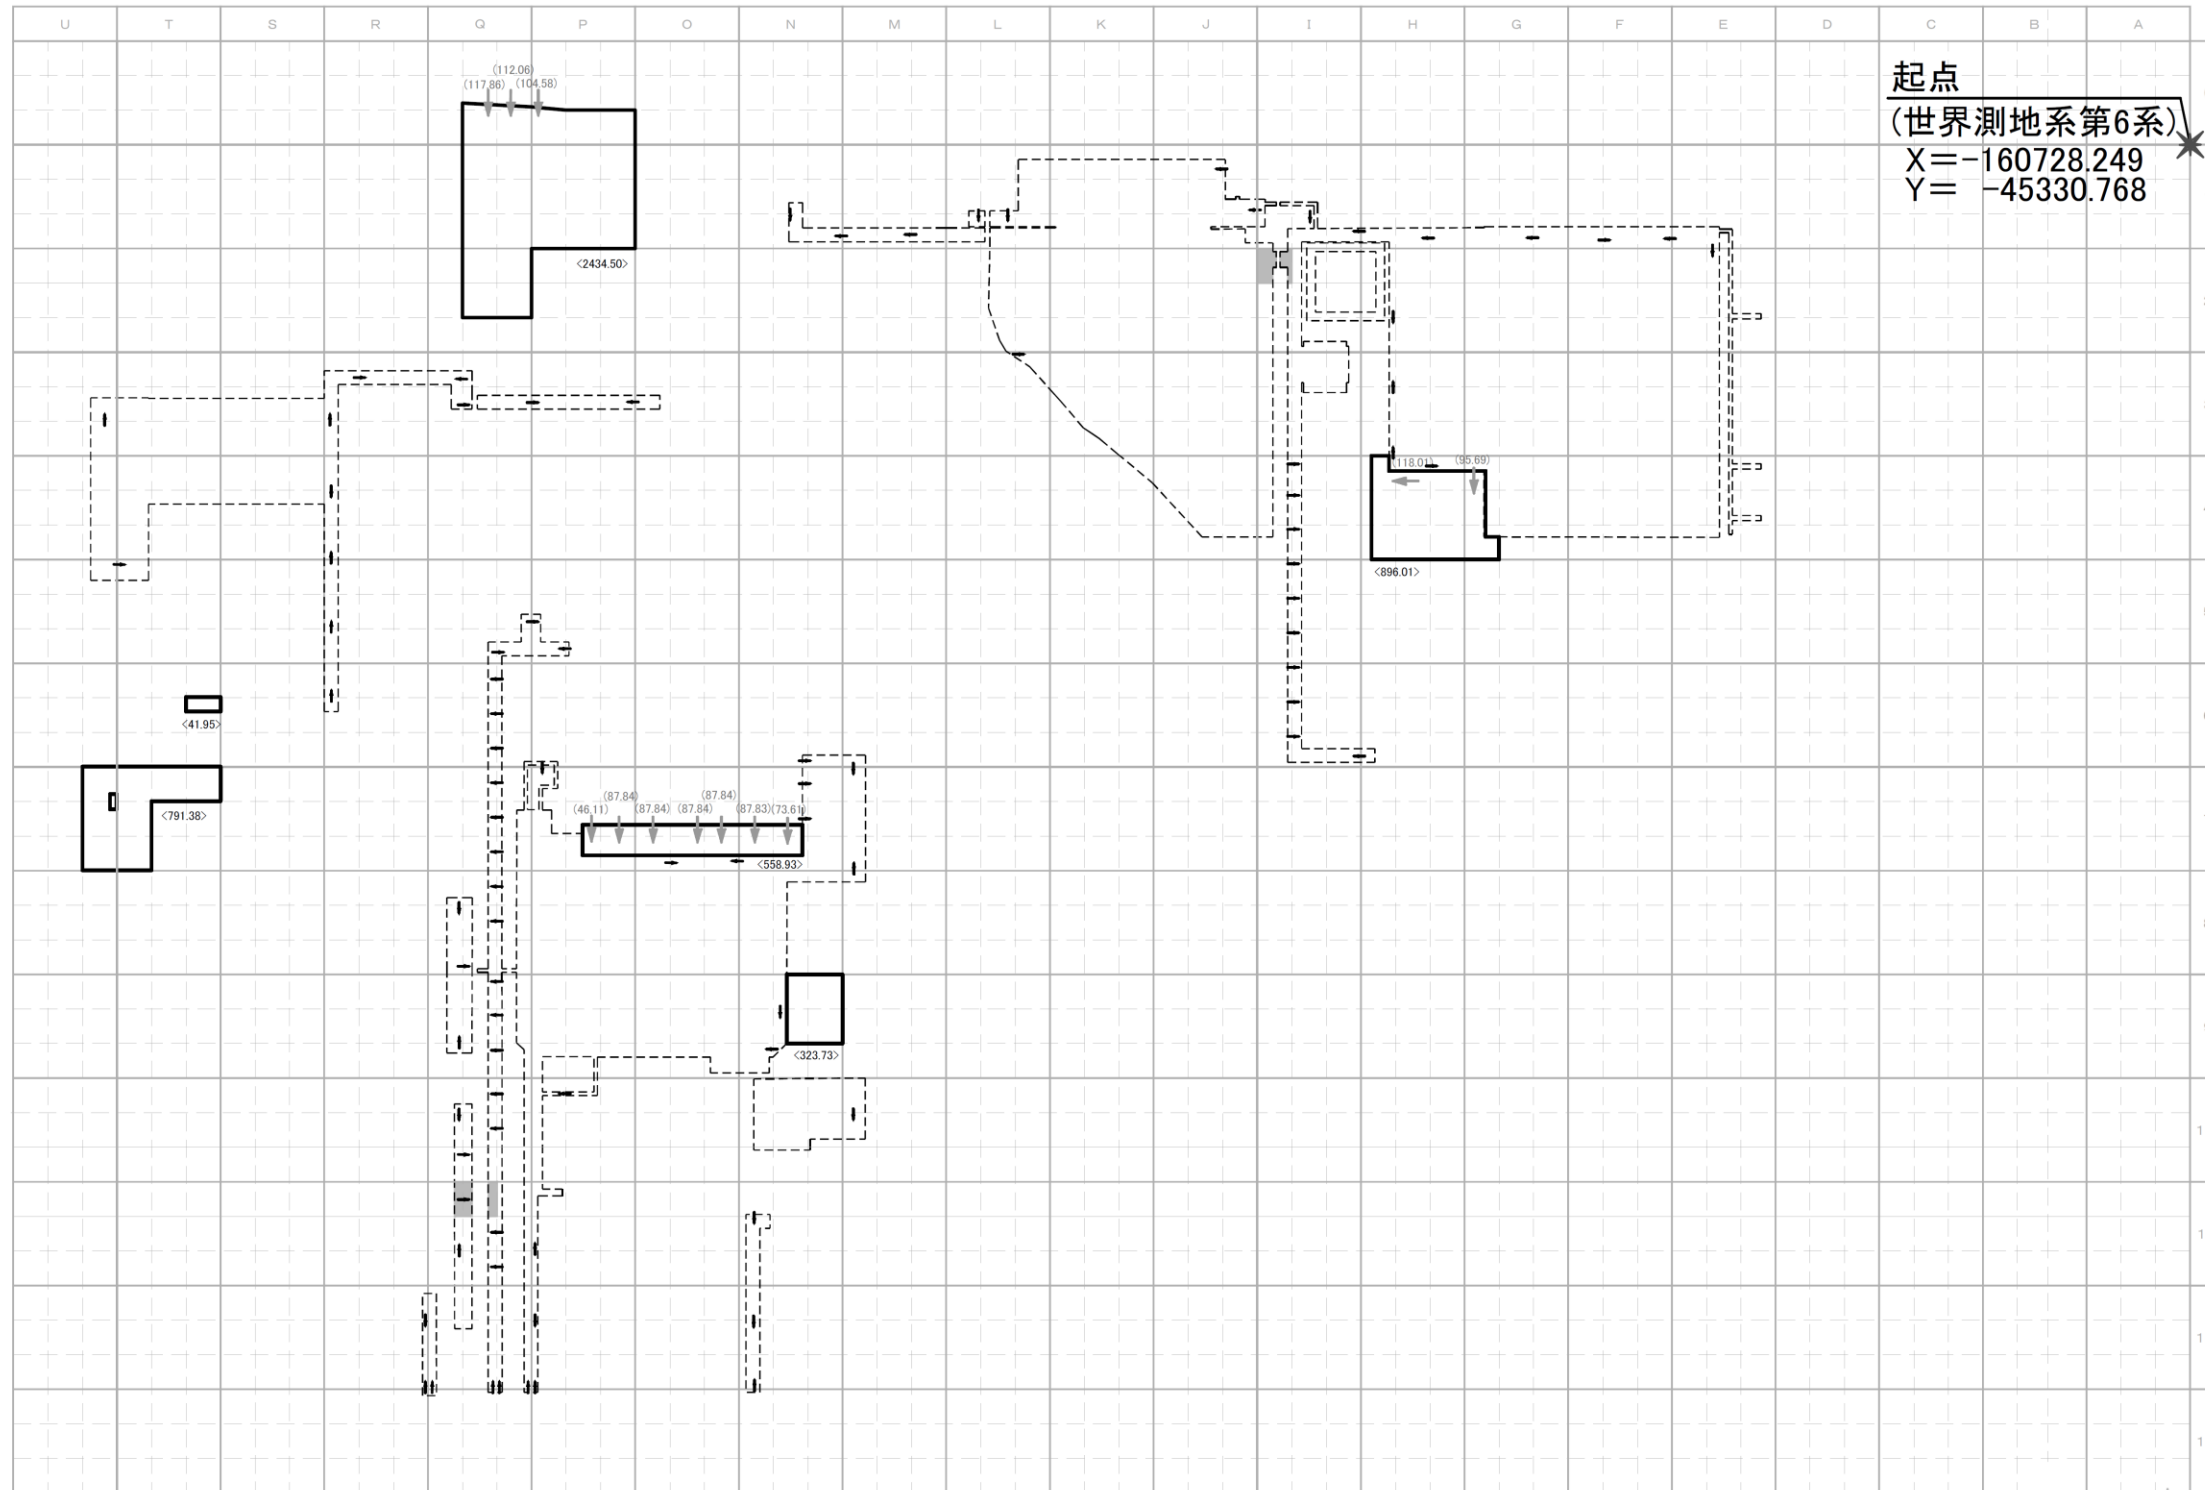 U T S R Q P O N M L K J I H G F E D C B A
起点
(世界測地系第6系)
X=-160728.249
Y= -45330.768
(112.06)
(117.86) (104.58)
<2434.50>
(118.01) (95.69)
<896.01>
<41.95>
<791.38>
(87.84) (87.84)
(46.11) (87.84) (87.84) (87.83) (73.61)
<558.93>
<323.73>